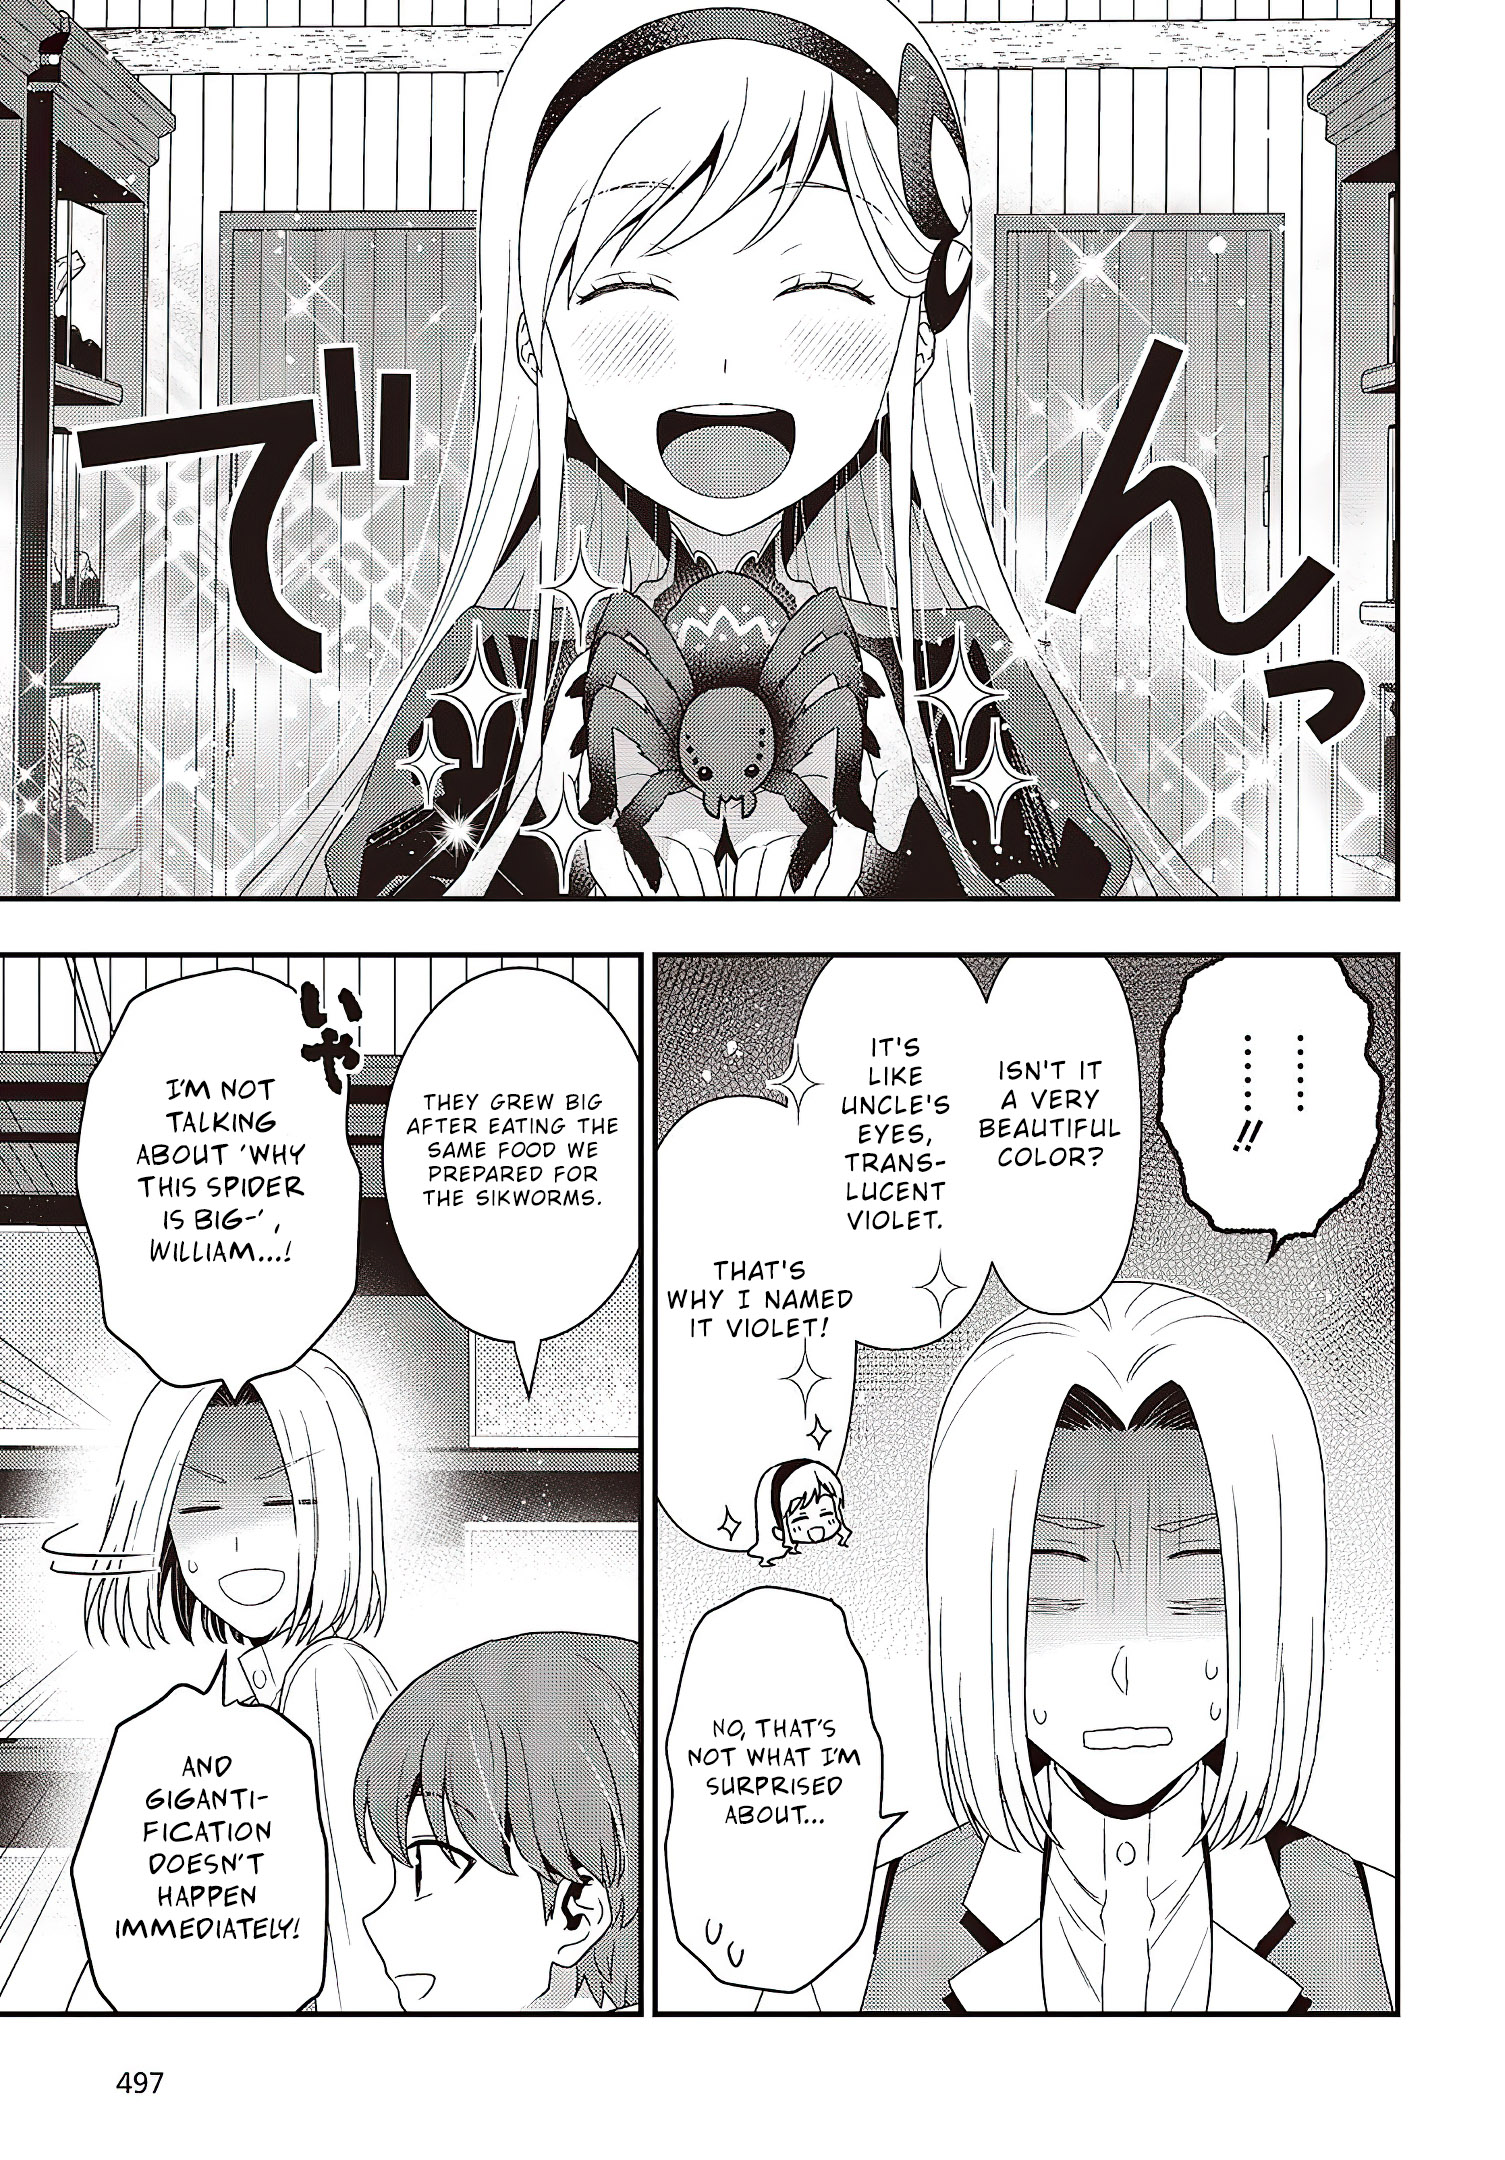 でんっ
……!!
ISN'T IT
A VERY
BEAUTIFUL
COLOR?
IT'S
LIKE
UNCLE'S
EYES,
TRANS-
LUCENT
VIOLET.
THAT'S
WHY I NAMED
IT VIOLET!
NO, THAT'S
NOT WHAT I'M
SURPRISED
ABOUT...
THEY GREW BIG
AFTER EATING THE
SAME FOOD WE
PREPARED FOR
THE SIKWORMS.
いや
I'M NOT
TALKING
ABOUT 'WHY
THIS SPIDER
IS BIG-',
WILLIAM...!
AND
GIGANTI-
FICATION
DOESN'T
HAPPEN
IMMEDIATELY!
497